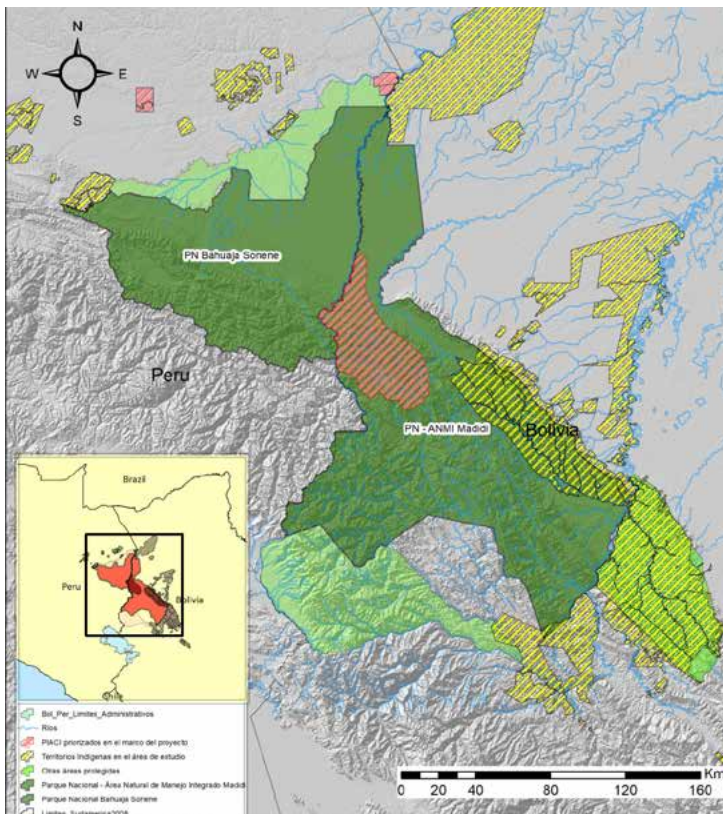 N
W E
S
PN Bahuaja Sonene
Peru
PN - ANMI Madidi
Bolivia
Brazil
Peru
Bolivia
Chile
Bol_Per_Limites_Administrativos
Rios
PIACI priorizados en el marco del proyecto
Territorios Indigenas en el área de estudio
Otras áreas protegidas
Parque Nacional - Área Natural de Manejo Integrado Madidi
Parque Nacional Bahuaja Sonene
Km
0 20 40 80 120 160